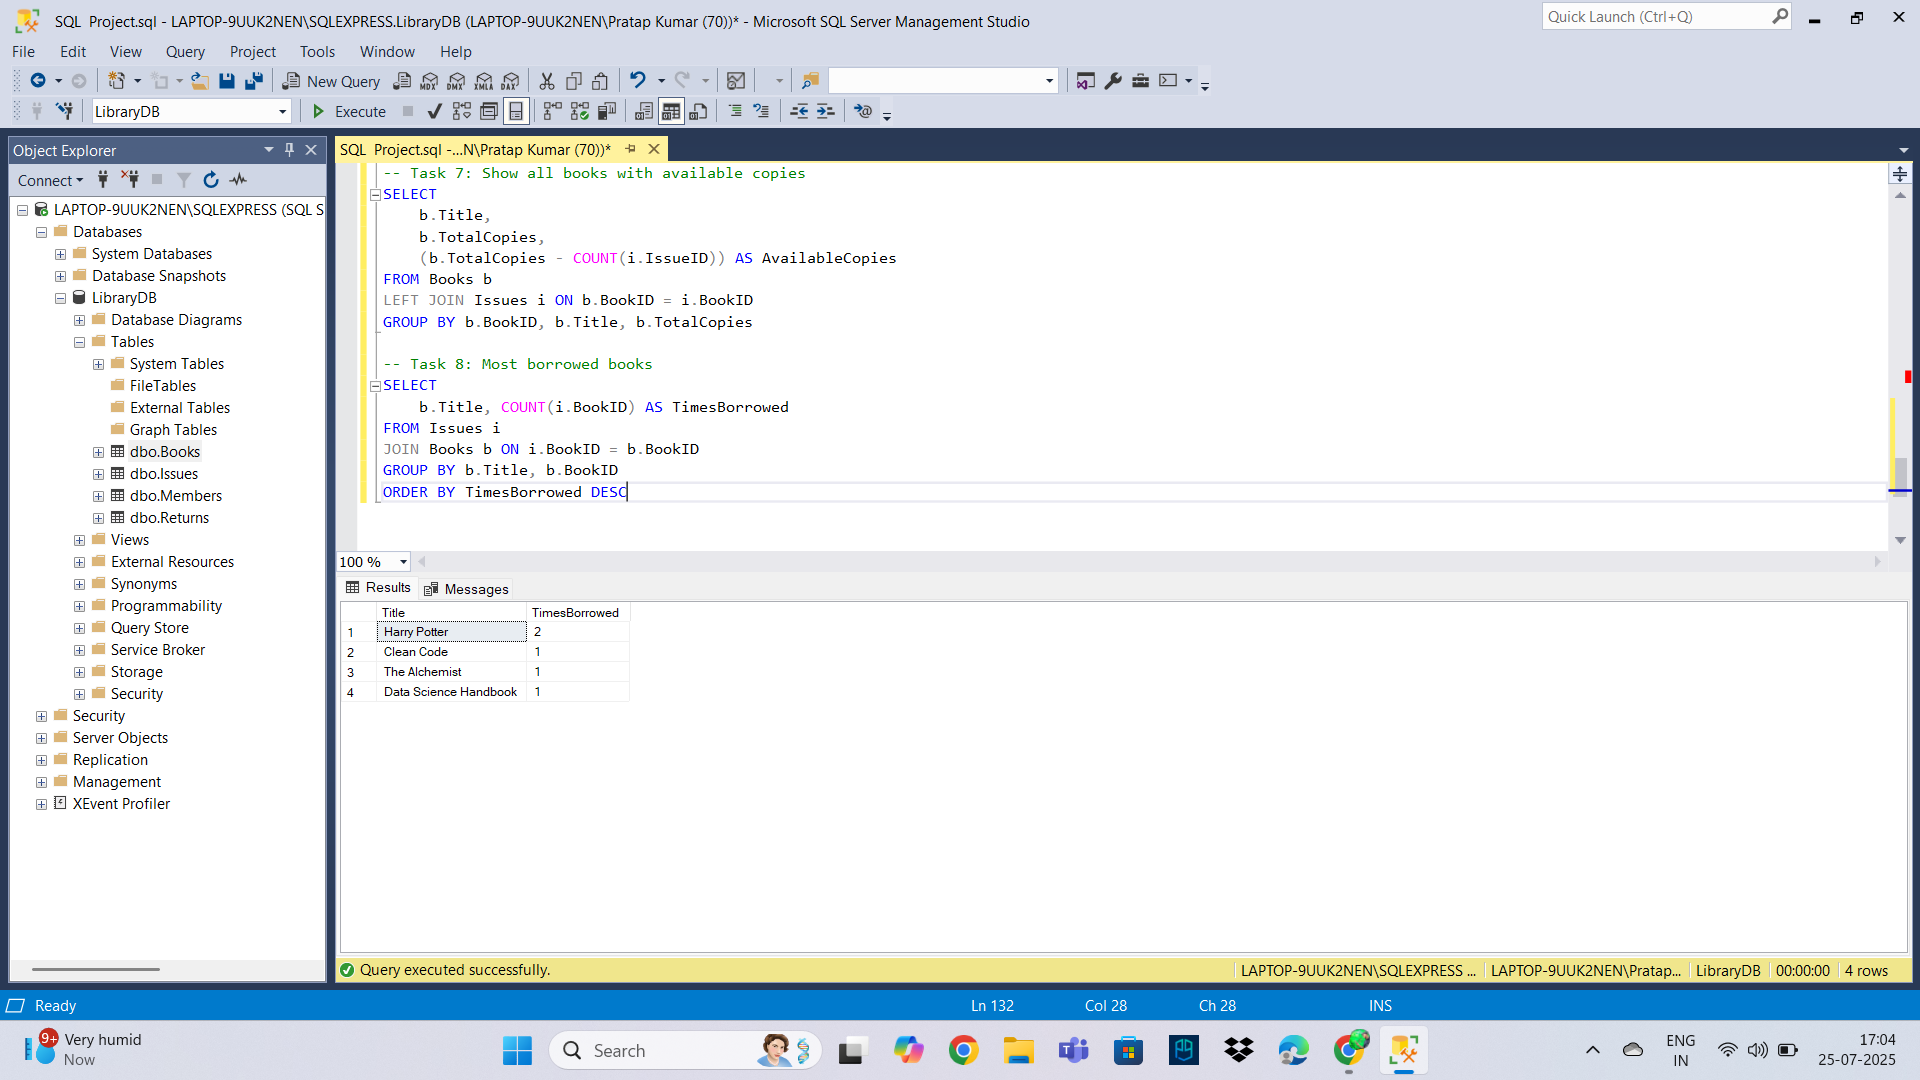 SQL Project.sql - LAPTOP-9UUK2NEN\SQLEXPRESS.LibraryDB (LAPTOP-9UUK2NEN\Pratap Kumar (70))* - Microsoft SQL Server Management Studio
Quick Launch (Ctrl+Q)
File Edit View Query Project Tools Window Help
New Query MDX DMX XMLA DAX
LibraryDB Execute
Object Explorer
Connect
LAPTOP-9UUK2NEN\SQLEXPRESS (SQL S
Databases
System Databases
Database Snapshots
LibraryDB
Database Diagrams
Tables
System Tables
FileTables
External Tables
Graph Tables
dbo.Books
dbo.Issues
dbo.Members
dbo.Returns
Views
External Resources
Synonyms
Programmability
Query Store
Service Broker
Storage
Security
Security
Server Objects
Replication
Management
XEvent Profiler
SQL Project.sql -...N\Pratap Kumar (70))*
-- Task 7: Show all books with available copies
SELECT
b.Title,
b.TotalCopies,
(b.TotalCopies - COUNT(i.IssueID)) AS AvailableCopies
FROM Books b
LEFT JOIN Issues i ON b.BookID = i.BookID
GROUP BY b.BookID, b.Title, b.TotalCopies
-- Task 8: Most borrowed books
SELECT
b.Title, COUNT(i.BookID) AS TimesBorrowed
FROM Issues i
JOIN Books b ON i.BookID = b.BookID
GROUP BY b.Title, b.BookID
ORDER BY TimesBorrowed DESC
100 %
Results Messages
Title TimesBorrowed
1 Harry Potter 2
2 Clean Code 1
3 The Alchemist 1
4 Data Science Handbook 1
Query executed successfully.
LAPTOP-9UUK2NEN\SQLEXPRESS ... LAPTOP-9UUK2NEN\Pratap... LibraryDB 00:00:00 4 rows
Ready Ln 132 Col 28 Ch 28 INS
9+ Very humid
Now
Search
ENG
IN
17:04
25-07-2025